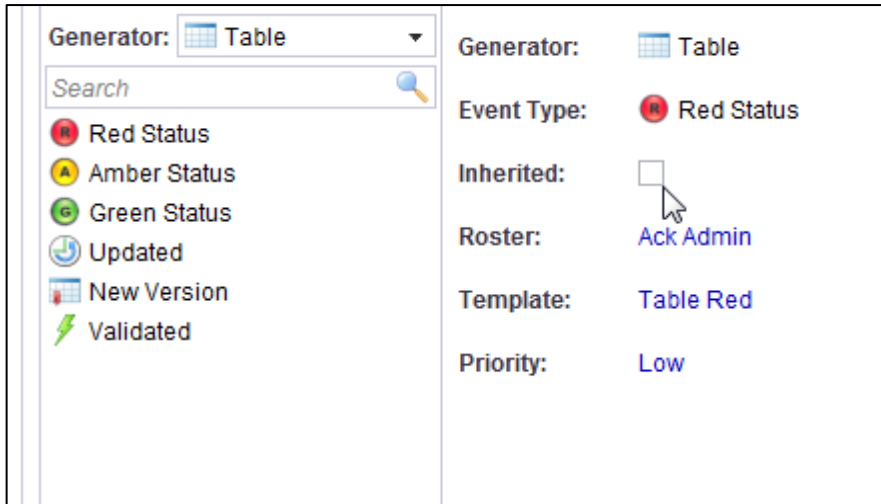 Generator: Table
Search
R Red Status
A Amber Status
G Green Status
Updated
New Version
Validated
Generator: Table
Event Type: R Red Status
Inherited:
Roster: Ack Admin
Template: Table Red
Priority: Low